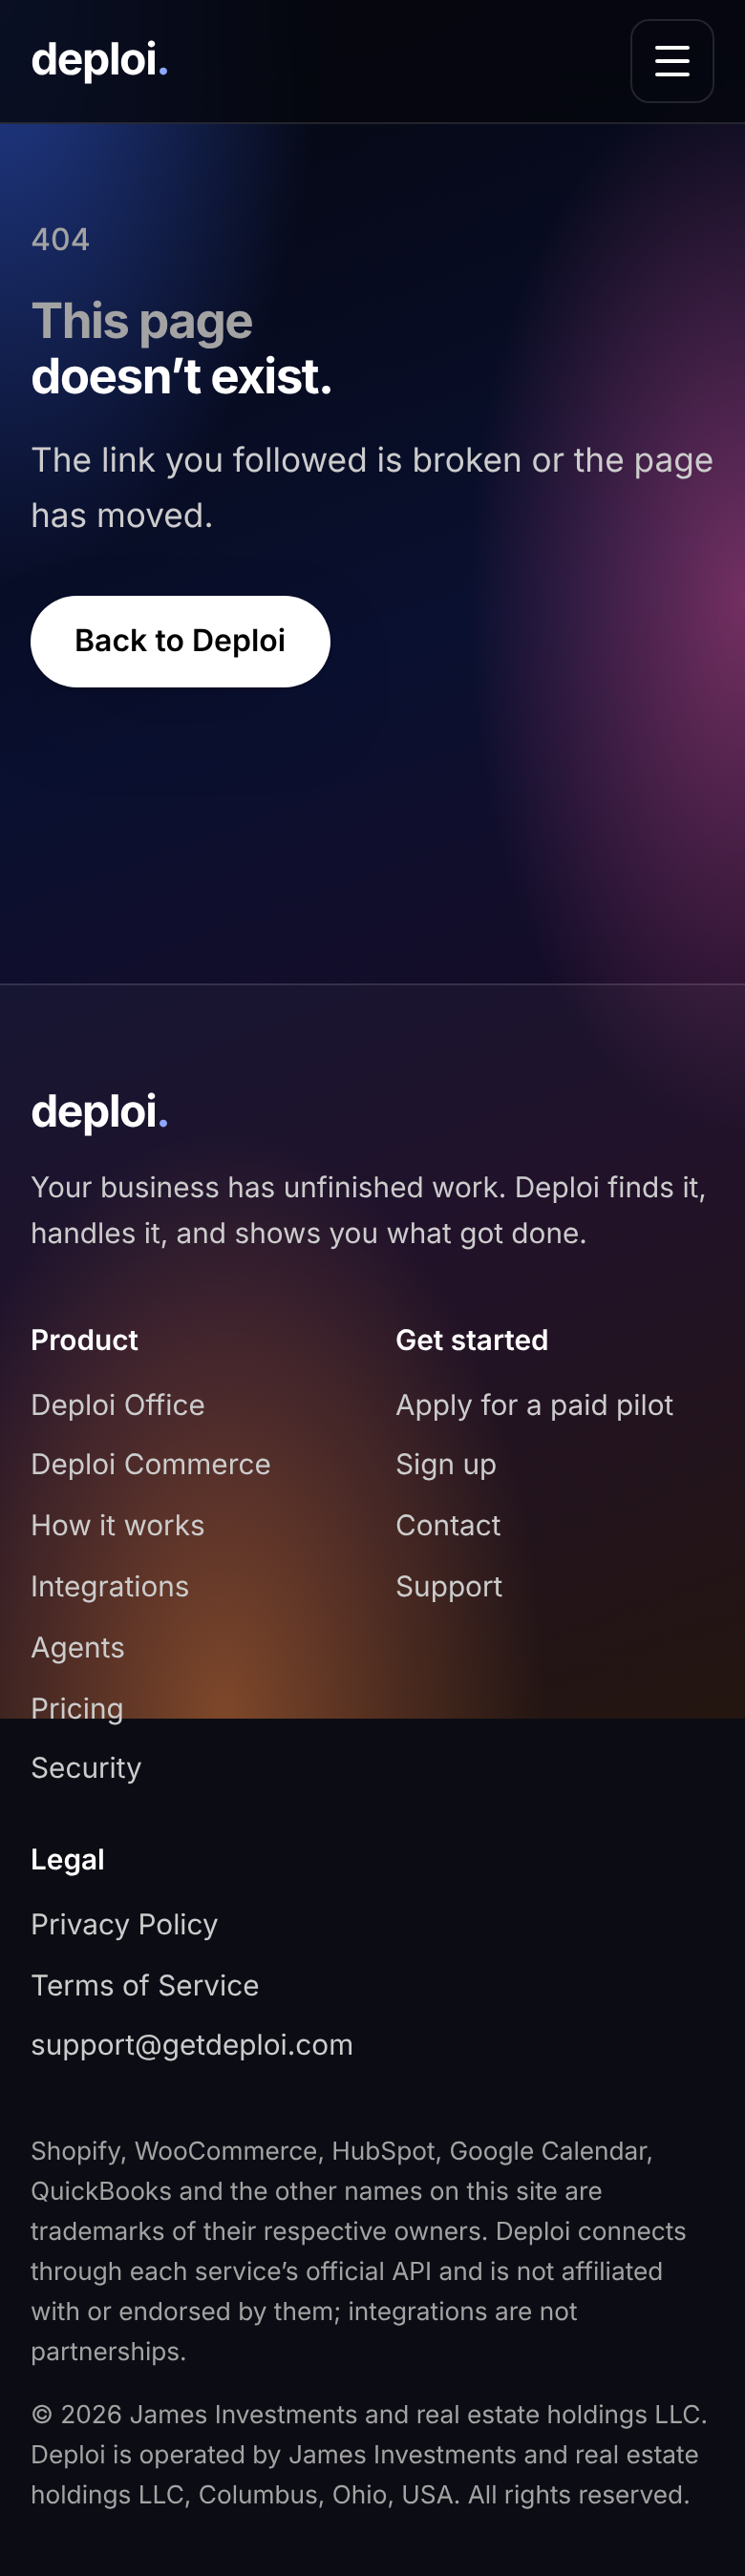 deploi.
404
This page
doesn’t exist.
The link you followed is broken or the page
has moved.
Back to Deploi
deploi.
Your business has unfinished work. Deploi finds it,
handles it, and shows you what got done.
Product
Deploi Office
Deploi Commerce
How it works
Integrations
Agents
Pricing
Security
Get started
Apply for a paid pilot
Sign up
Contact
Support
Legal
Privacy Policy
Terms of Service
support@getdeploi.com
Shopify, WooCommerce, HubSpot, Google Calendar,
QuickBooks and the other names on this site are
trademarks of their respective owners. Deploi connects
through each service’s official API and is not affiliated
with or endorsed by them; integrations are not
partnerships.
© 2026 James Investments and real estate holdings LLC.
Deploi is operated by James Investments and real estate
holdings LLC, Columbus, Ohio, USA. All rights reserved.